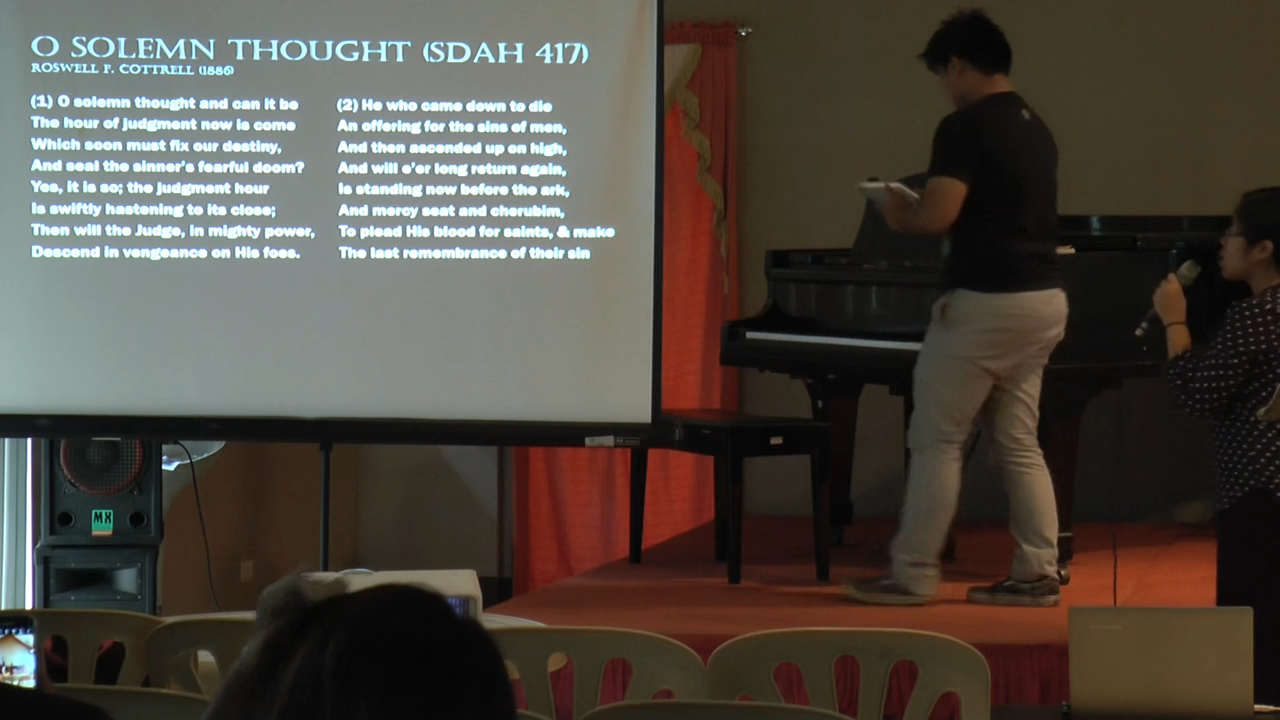 O SOLEMN THOUGHT (SDAH 417)
ROSWELL F. COTTRELL (1886)
(1) O solemn thought and can it be
The hour of judgment now is come
Which soon must fix our destiny,
And seal the sinner's fearful doom?
Yes, it is so; the judgment hour
Is swiftly hastening to its close;
Then will the Judge, in mighty power,
Descend in vengeance on His foes.
(2) He who came down to die
An offering for the sins of men,
And then ascended up on high,
And will e'er long return again,
Is standing now before the ark,
And mercy seat and cherubim,
To plead His blood for saints, & make
The last remembrance of their sin
MX